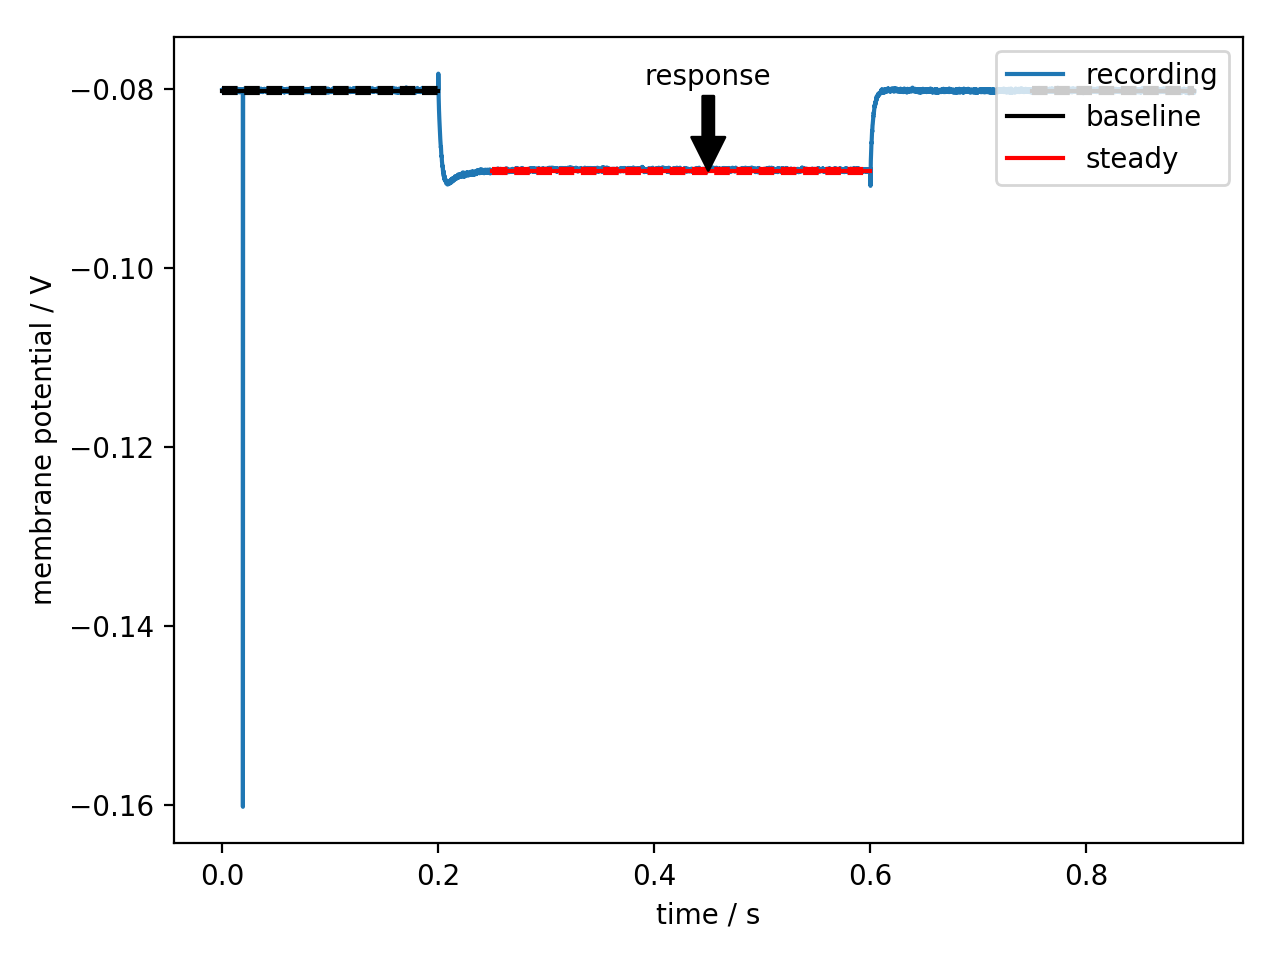 response
recording
baseline
steady
−0.08
−0.10
−0.12
−0.14
−0.16
membrane potential / V
0.0 0.2 0.4 0.6 0.8
time / s